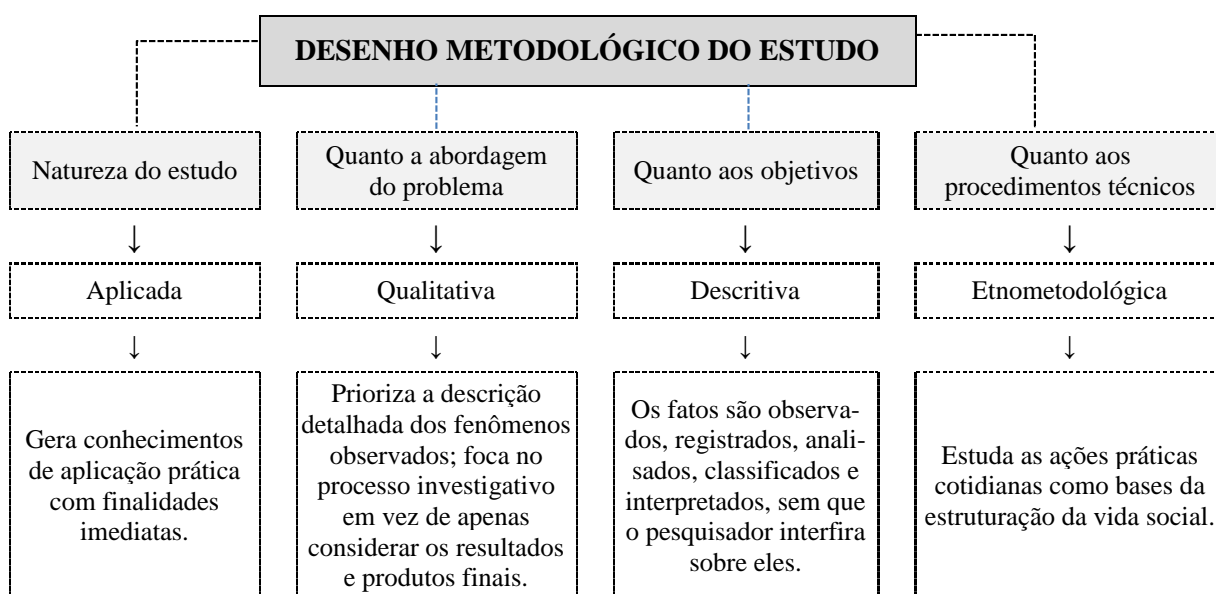 DESENHO METODOLÓGICO DO ESTUDO
Natureza do estudo
Quanto a abordagem
do problema
Quanto aos objetivos
Quanto aos
procedimentos técnicos
↓
↓
↓
↓
Aplicada
Qualitativa
Descritiva
Etnometodológica
↓
↓
↓
↓
Gera conhecimentos
de aplicação prática
com finalidades
imediatas.
Prioriza a descrição
detalhada dos fenômenos
observados; foca no
processo investigativo
em vez de apenas
considerar os resultados
e produtos finais.
Os fatos são observa-
dos, registrados, anali-
sados, classificados e
interpretados, sem que
o pesquisador interfira
sobre eles.
Estuda as ações práticas
cotidianas como bases da
estruturação da vida social.